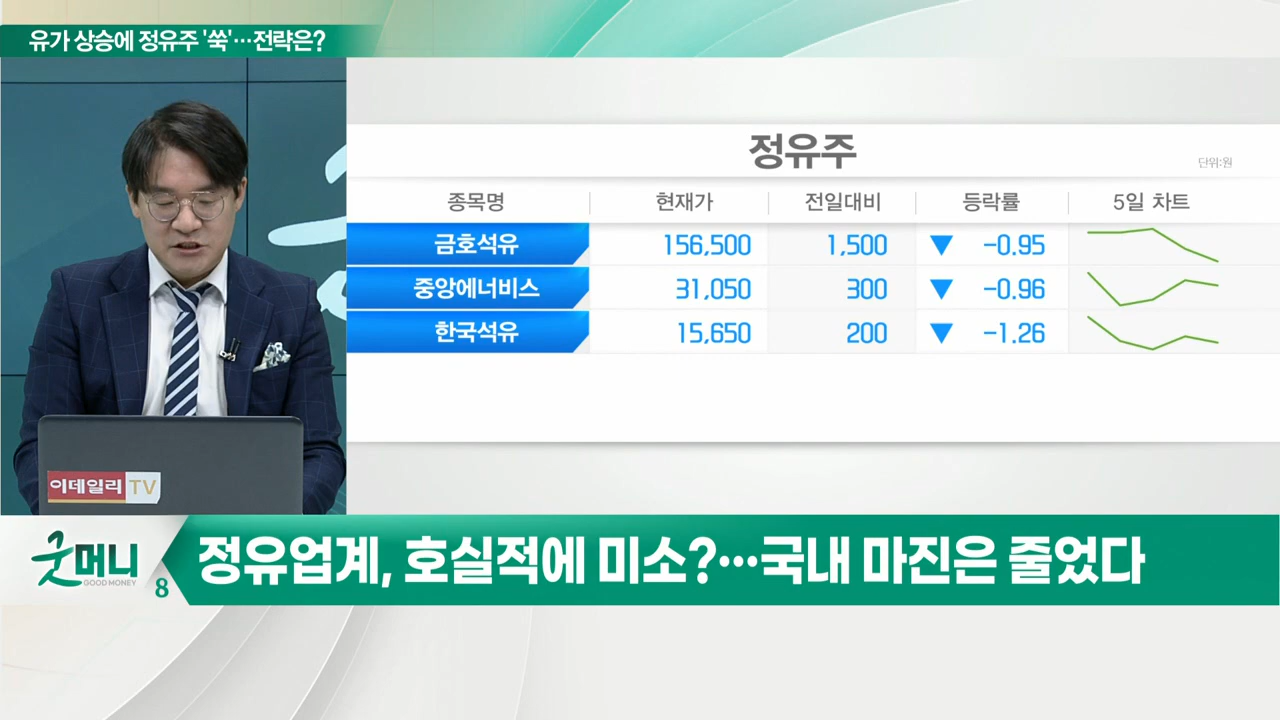 유가 상승에 정유주 '쑥'…전략은?
정유주
단위:원
종목명 현재가 전일대비 등락률 5일 차트
금호석유 156,500 1,500 ▼ -0.95
중앙에너비스 31,050 300 ▼ -0.96
한국석유 15,650 200 ▼ -1.26
이데일리 TV
굿머니
GOOD MONEY
8
정유업계, 호실적에 미소?…국내 마진은 줄었다